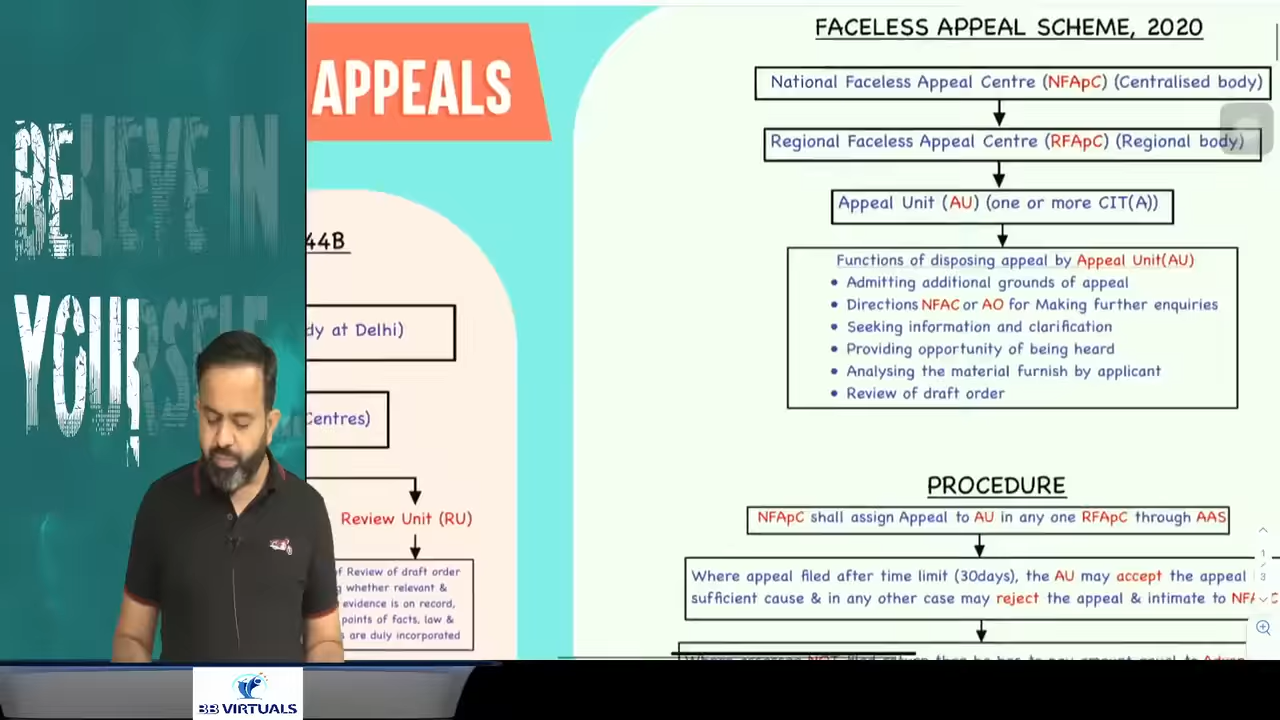 BELIEVE IN
YOURSELF
APPEALS
44B
dy at Delhi)
Centres)
Review Unit (RU)
f Review of draft order
g whether relevant &
evidence is on record,
points of facts, law &
s are duly incorporated
FACELESS APPEAL SCHEME, 2020
National Faceless Appeal Centre (NFApC) (Centralised body)
Regional Faceless Appeal Centre (RFApC) (Regional body)
Appeal Unit (AU) (one or more CIT(A))
Functions of disposing appeal by Appeal Unit(AU)
• Admitting additional grounds of appeal
• Directions NFAC or AO for Making further enquiries
• Seeking information and clarification
• Providing opportunity of being heard
• Analysing the material furnish by applicant
• Review of draft order
PROCEDURE
NFApC shall assign Appeal to AU in any one RFApC through AAS
Where appeal filed after time limit (30days), the AU may accept the appeal
sufficient cause & in any other case may reject the appeal & intimate to
1
3
BB VIRTUALS